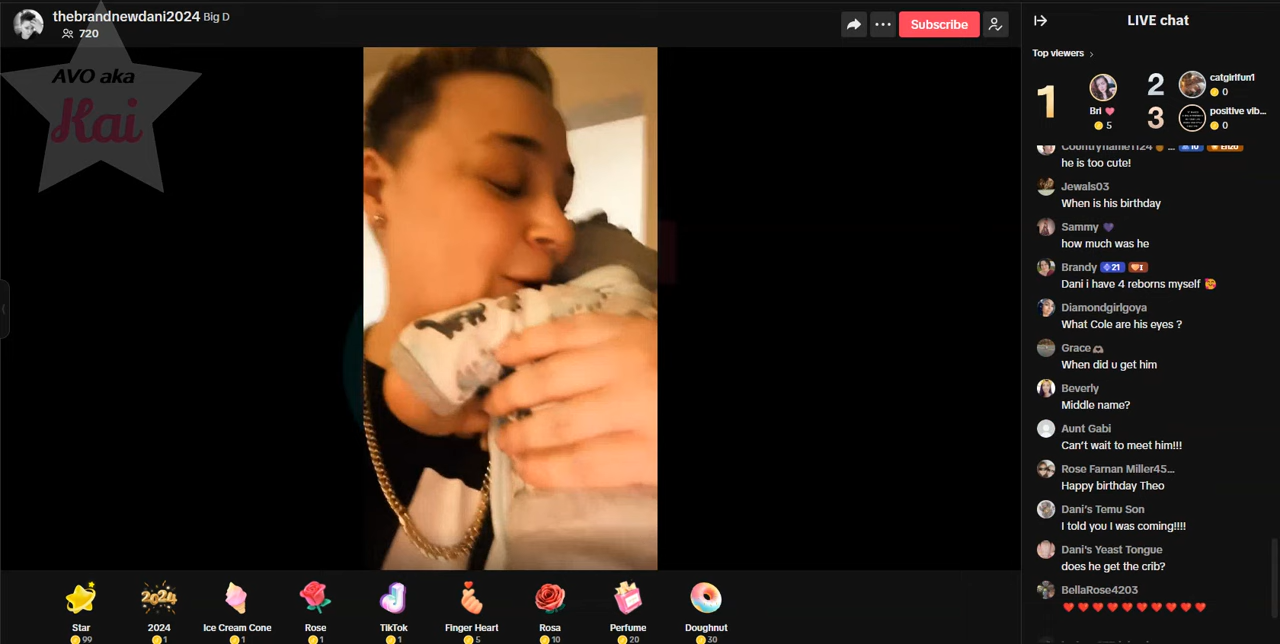 thebrandnewdani2024 Big D
720
Subscribe
AVO aka
Kai
LIVE chat
Top viewers
1
Bri
5
2
catgirlfun1
0
3
positive vib...
0
he is too cute!
Jewals03
When is his birthday
Sammy 💜
how much was he
Brandy 21 I
Dani i have 4 reborns myself 🥰
Diamondgirlgoya
What Cole are his eyes ?
Grace🫶🏽
When did u get him
Beverly
Middle name?
Aunt Gabi
Can't wait to meet him!!!
Rose Farnan Miller45...
Happy birthday Theo
Dani's Temu Son
I told you I was coming!!!!
Dani's Yeast Tongue
does he get the crib?
BellaRose4203
❤️❤️❤️❤️❤️❤️❤️❤️❤️❤️
Star
99
2024
2024
1
Ice Cream Cone
1
Rose
1
TikTok
1
Finger Heart
5
Rosa
10
Perfume
20
Doughnut
30